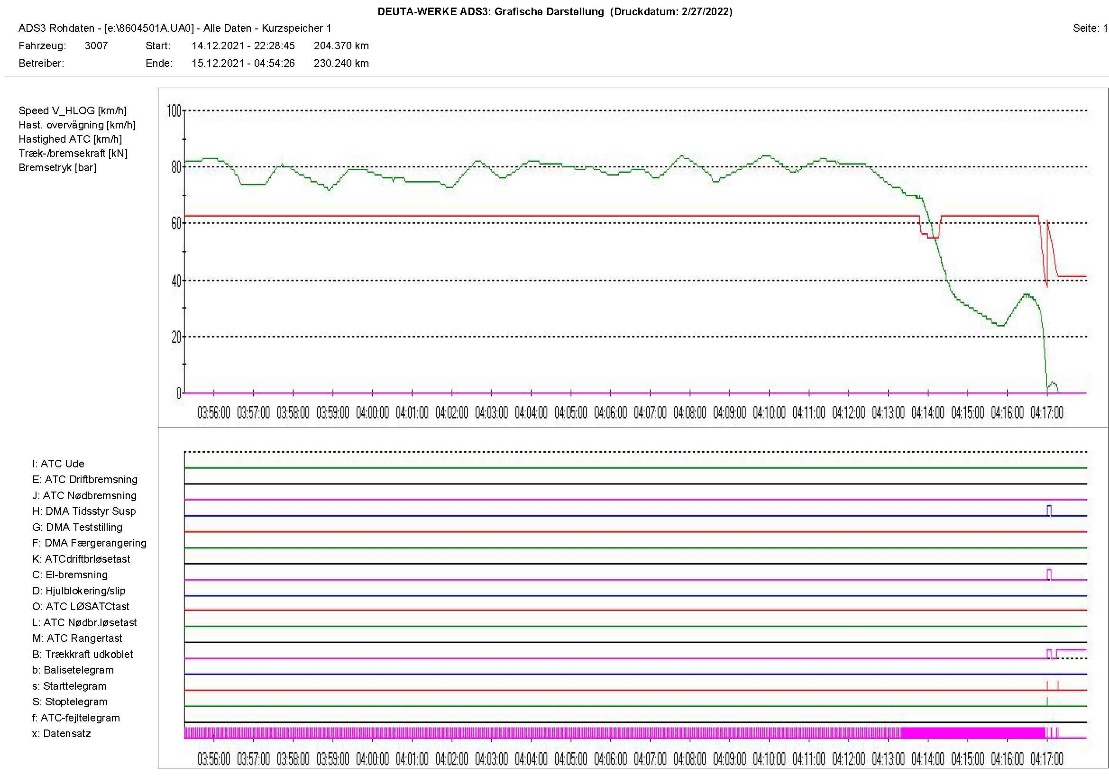 DEUTA-WERKE ADS3: Grafische Darstellung (Druckdatum: 2/27/2022)
ADS3 Rohdaten - [e:\8604501A.UA0] - Alle Daten - Kurzspeicher 1 Seite: 1
Fahrzeug: 3007 Start: 14.12.2021 - 22:28:45 204.370 km
Betreiber: Ende: 15.12.2021 - 04:54:26 230.240 km
Speed V_HLOG [km/h]
Hast. overvågning [km/h]
Hastighed ATC [km/h]
Træk-/bremsekraft [kN]
Bremsetryk [bar]
100
80
60
40
20
0
03:56:00 03:57:00 03:58:00 03:59:00 04:00:00 04:01:00 04:02:00 04:03:00 04:04:00 04:05:00 04:06:00 04:07:00 04:08:00 04:09:00 04:10:00 04:11:00 04:12:00 04:13:00 04:14:00 04:15:00 04:16:00 04:17:00
I: ATC Ude
E: ATC Driftbremsning
J: ATC Nødbremsning
H: DMA Tidsstyr Susp
G: DMA Teststilling
F: DMA Færgerangering
K: ATCdriftbrløsetast
C: El-bremsning
D: Hjulblokering/slip
O: ATC LØSATCtast
L: ATC Nødbr.løsetast
M: ATC Rangertast
B: Trækkraft udkoblet
b: Balisetelegram
s: Starttelegram
S: Stoptelegram
f: ATC-fejltelegram
x: Datensatz
03:56:00 03:57:00 03:58:00 03:59:00 04:00:00 04:01:00 04:02:00 04:03:00 04:04:00 04:05:00 04:06:00 04:07:00 04:08:00 04:09:00 04:10:00 04:11:00 04:12:00 04:13:00 04:14:00 04:15:00 04:16:00 04:17:00